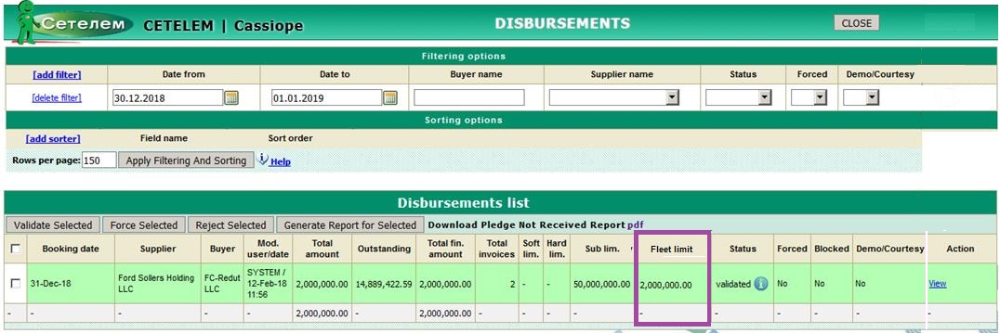 Сетелем CETELEM | Cassiope DISBURSEMENTS CLOSE
Filtering options
[add filter] Date from Date to Buyer name Supplier name Status Forced Demo/Courtesy
[delete filter] 30.12.2018 01.01.2019
Sorting options
[add sorter] Field name Sort order
Rows per page: 150 Apply Filtering And Sorting Help
Disbursements list
Validate Selected Force Selected Reject Selected Generate Report for Selected Download Pledge Not Received Report pdf
Booking date Supplier Buyer Mod. user/date Total amount Outstanding Total fin. amount Total invoices Soft lim. Hard lim. Sub lim. Fleet limit Status Forced Blocked Demo/Courtesy Action
31-Dec-18 Ford Sollers Holding LLC FC-Redut LLC SYSTEM / 12-Feb-18 11:56 2,000,000.00 14,889,422.59 2,000,000.00 2 - - 50,000,000.00 2,000,000.00 validated No No No View
- - - - 2,000,000.00 - 2,000,000.00 - - - - - - - - - -